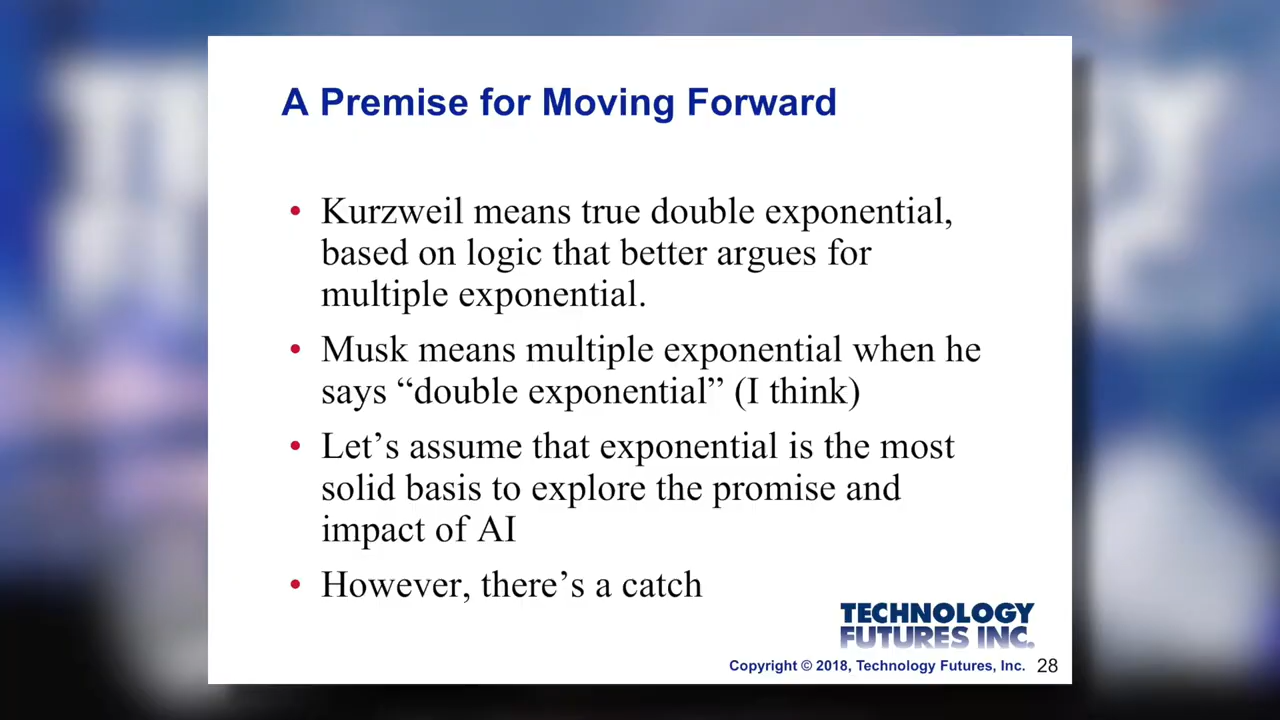 A Premise for Moving Forward
• Kurzweil means true double exponential,
based on logic that better argues for
multiple exponential.
• Musk means multiple exponential when he
says “double exponential” (I think)
• Let’s assume that exponential is the most
solid basis to explore the promise and
impact of AI
• However, there’s a catch
TECHNOLOGY
FUTURES INC.
Copyright © 2018, Technology Futures, Inc. 28